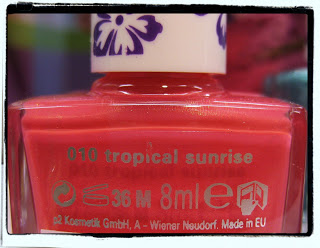 010 tropical sunrise
36 M 8ml e
p2 Kosmetik GmbH, A - Wiener Neudorf. Made in EU